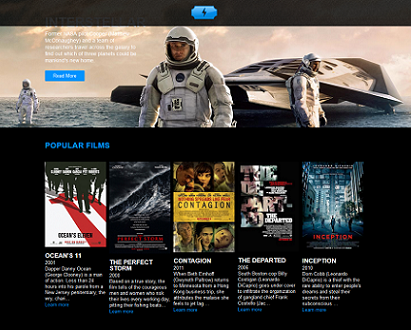 INTER
Former NASA pilot Cooper (Matthew
McConaughey) and a team of
researchers travel across the galaxy to
find out which of three planets could be
mankind's new home.
Read More
POPULAR FILMS
OCEAN'S ELEVEN
CONTAGION
THE DEPARTED
INCEPTION
OCEAN'S 11
2001
Dapper Danny Ocean
(George Clooney) is a man
of action. Less than 24
hours into his parole from a
New Jersey penitentiary, the
wry, chari...
Learn more
THE PERFECT
STORM
2000
Based on a true story, the
film tells of the courageous
men and women who risk
their lives every working day,
pitting their fishing boats...
Learn more
CONTAGION
2011
When Beth Emhoff
(Gwyneth Paltrow) returns
to Minnesota from a Hong
Kong business trip, she
attributes the malaise she
feels to jet lag...
Learn more
THE DEPARTED
2006
South Boston cop Billy
Costigan (Leonardo
DiCaprio) goes under cover
to infiltrate the organization
of gangland chief Frank
Costello (Jac...
Learn more
INCEPTION
2010
Dom Cobb (Leonardo
DiCaprio) is a thief with the
rare ability to enter people's
dreams and steal their
secrets from their
subconscious.
Learn more